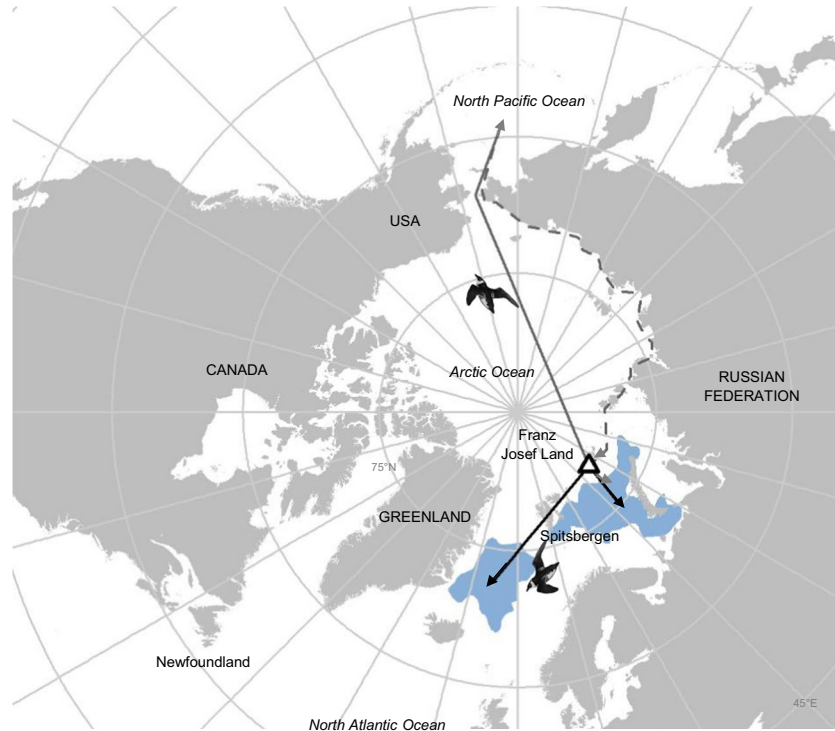 North Pacific Ocean
USA
Arctic Ocean
CANADA
RUSSIAN
FEDERATION
Franz
Josef Land
75°N
GREENLAND
Spitsbergen
Newfoundland
45°E
North Atlantic Ocean